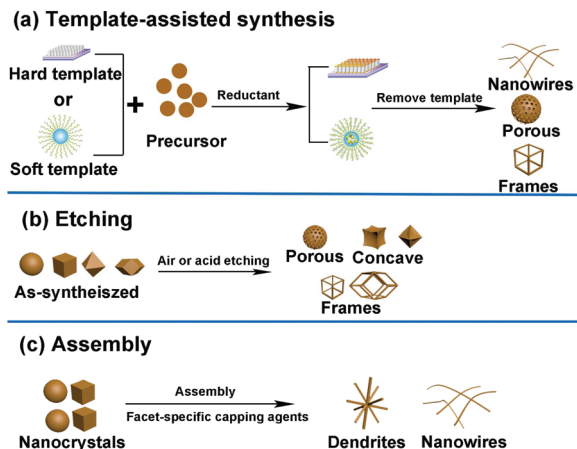 (a) Template-assisted synthesis
Hard template
or
Soft template
+
Precursor
Reductant
Remove template
Nanowires
Porous
Frames
(b) Etching
As-syntheiszed
Air or acid etching
Porous Concave
Frames
(c) Assembly
Nanocrystals
Assembly
Facet-specific capping agents
Dendrites Nanowires